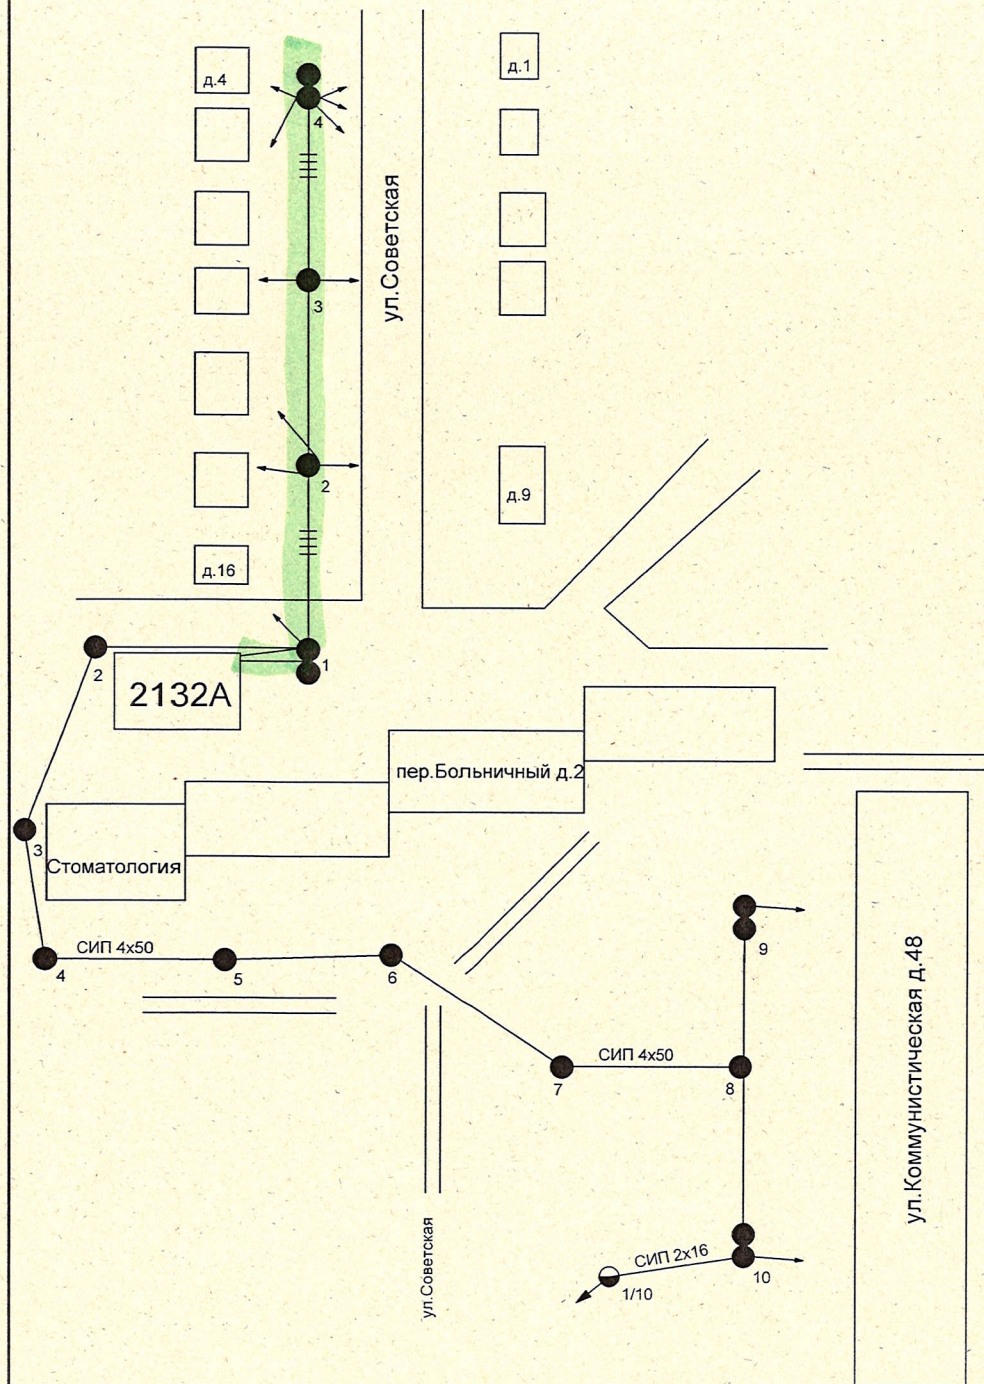 д.4
д.1
4
ул.Советская
3
2
д.9
д.16
1
2
2132А
пер.Больничный д.2
3
Стоматология
СИП 4х50
4
5
6
9
ул.Коммунистическая д.48
СИП 4х50
7
8
ул.Советская
СИП 2х16
10
1/10